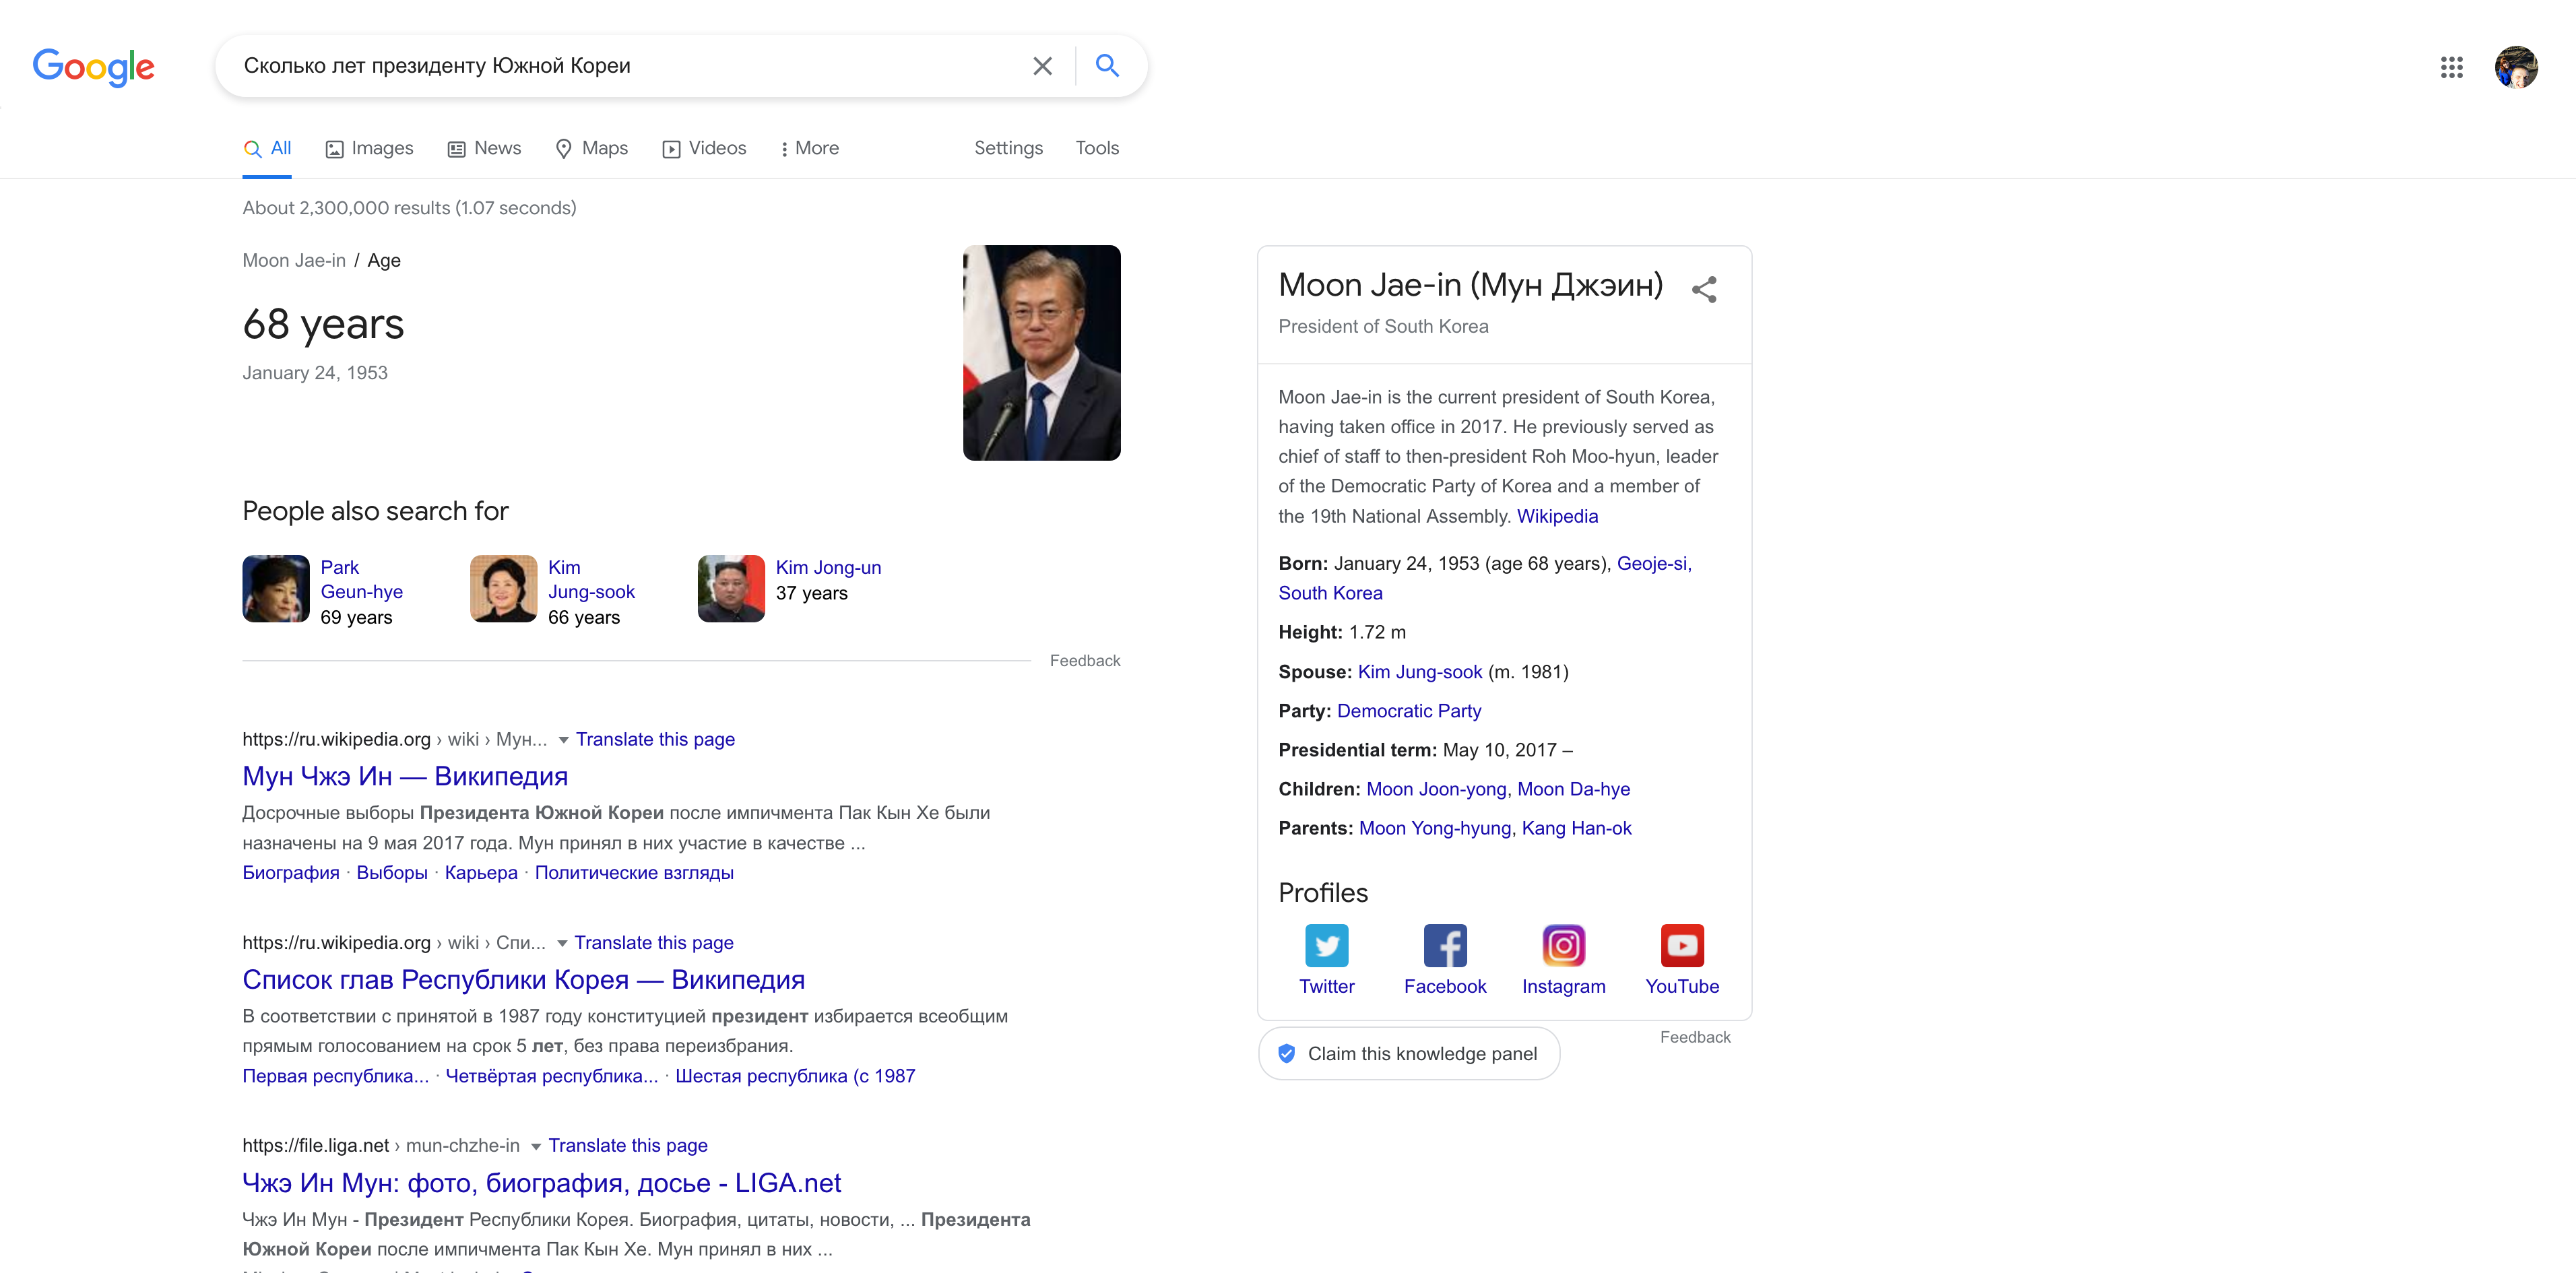 Google
Сколько лет президенту Южной Кореи
All
Images
News
Maps
Videos
More
Settings
Tools
About 2,300,000 results (1.07 seconds)
Moon Jae-in / Age
68 years
January 24, 1953
People also search for
Park
Geun-hye
69 years
Kim
Jung-sook
66 years
Kim Jong-un
37 years
Feedback
https://ru.wikipedia.org › wiki › Мун... Translate this page
Мун Чжэ Ин — Википедия
Досрочные выборы Президента Южной Кореи после импичмента Пак Кын Хе были
назначены на 9 мая 2017 года. Мун принял в них участие в качестве ...
Биография · Выборы · Карьера · Политические взгляды
https://ru.wikipedia.org › wiki › Спи... Translate this page
Список глав Республики Корея — Википедия
В соответствии с принятой в 1987 году конституцией президент избирается всеобщим
прямым голосованием на срок 5 лет, без права переизбрания.
Первая республика... · Четвёртая республика... · Шестая республика (с 1987
https://file.liga.net › mun-chzhe-in Translate this page
Чжэ Ин Мун: фото, биография, досье - LIGA.net
Чжэ Ин Мун - Президент Республики Корея. Биография, цитаты, новости, ... Президента
Южной Кореи после импичмента Пак Кын Хе. Мун принял в них ...
Moon Jae-in (Мун Джэин)
President of South Korea
Moon Jae-in is the current president of South Korea,
having taken office in 2017. He previously served as
chief of staff to then-president Roh Moo-hyun, leader
of the Democratic Party of Korea and a member of
the 19th National Assembly. Wikipedia
Born: January 24, 1953 (age 68 years), Geoje-si,
South Korea
Height: 1.72 m
Spouse: Kim Jung-sook (m. 1981)
Party: Democratic Party
Presidential term: May 10, 2017 –
Children: Moon Joon-yong, Moon Da-hye
Parents: Moon Yong-hyung, Kang Han-ok
Profiles
Twitter
Facebook
Instagram
YouTube
Claim this knowledge panel
Feedback